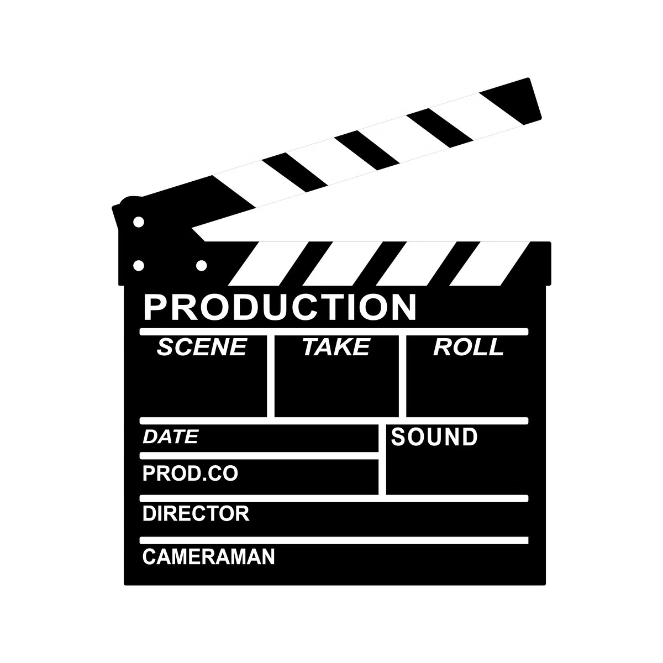 PRODUCTION
SCENE TAKE ROLL
DATE
SOUND
PROD.CO
DIRECTOR
CAMERAMAN